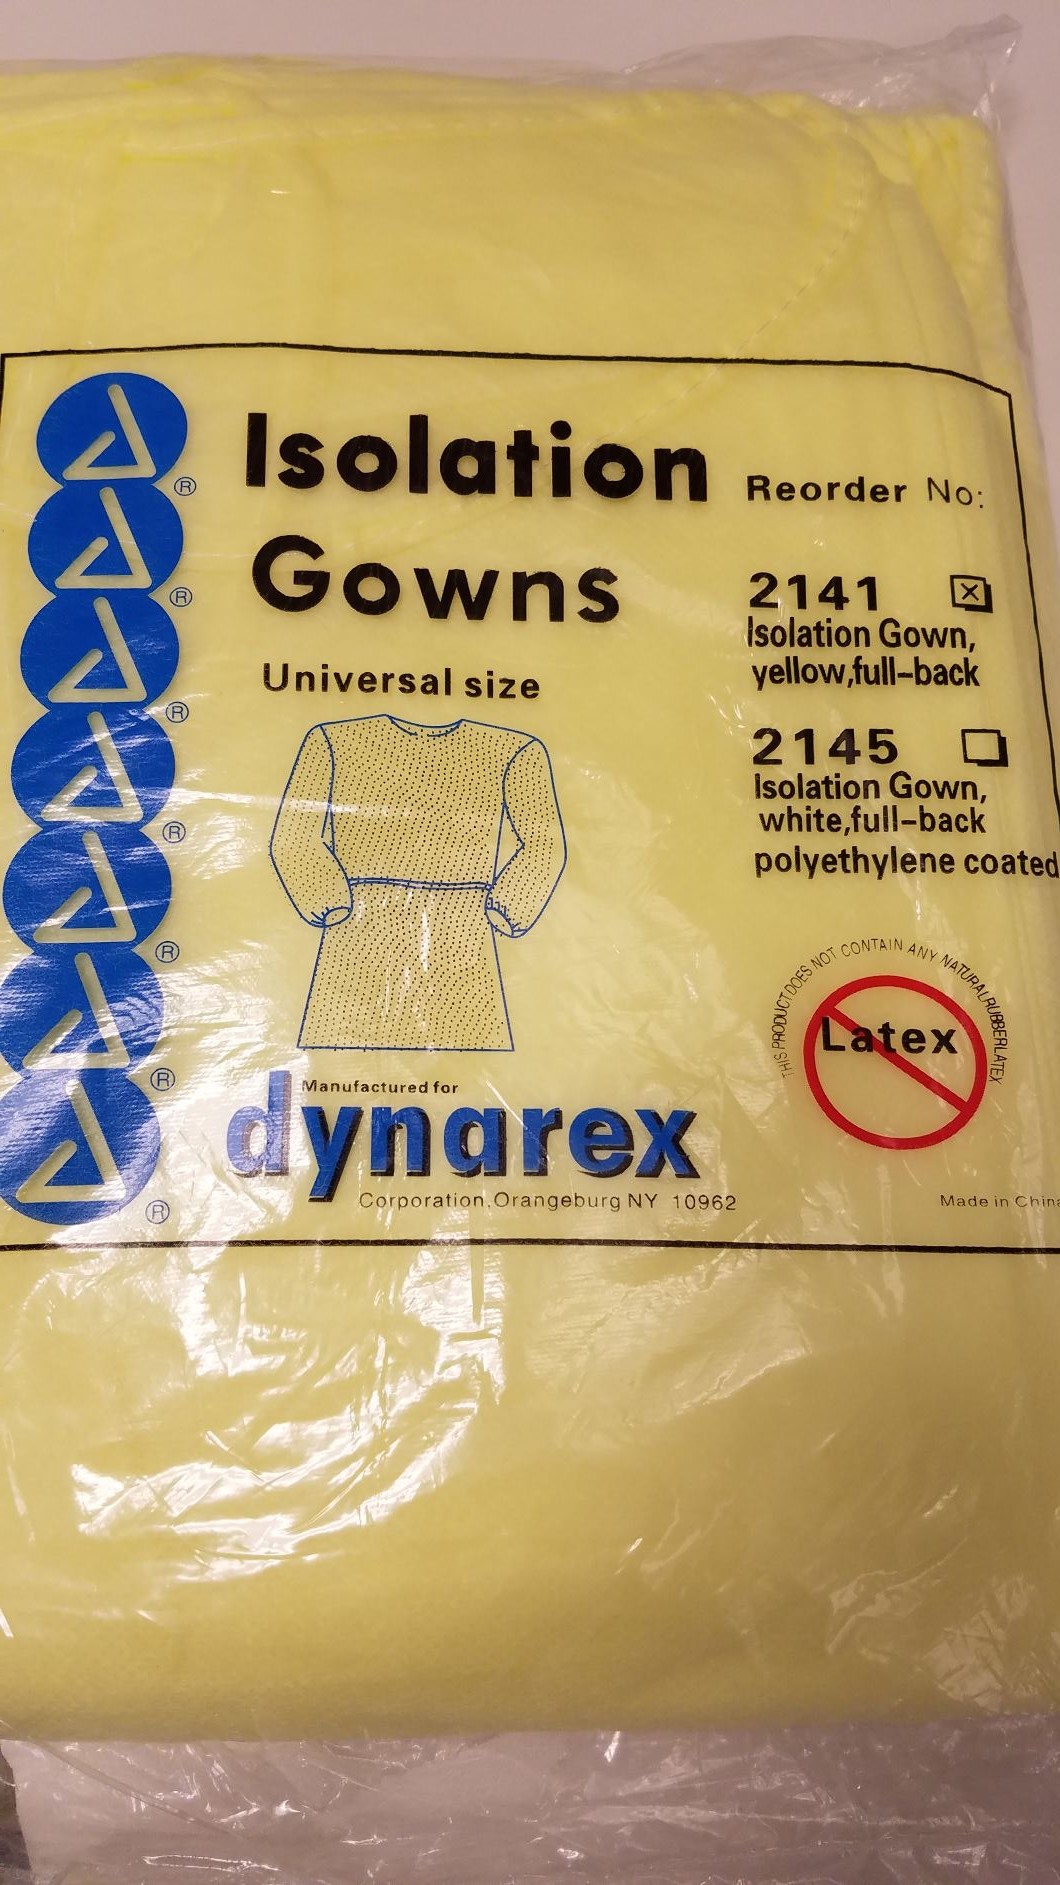 Isolation
Gowns
Universal size
Reorder No:
2141
Isolation Gown,
yellow,full-back
2145
Isolation Gown,
white,full-back
polyethylene coated
THIS PRODUCT DOES NOT CONTAIN ANY NATURAL RUBBER LATEX
Latex
Manufactured for
dynarex
Corporation,Orangeburg NY 10962
Made in China
® 
®
®
®
®
®
®